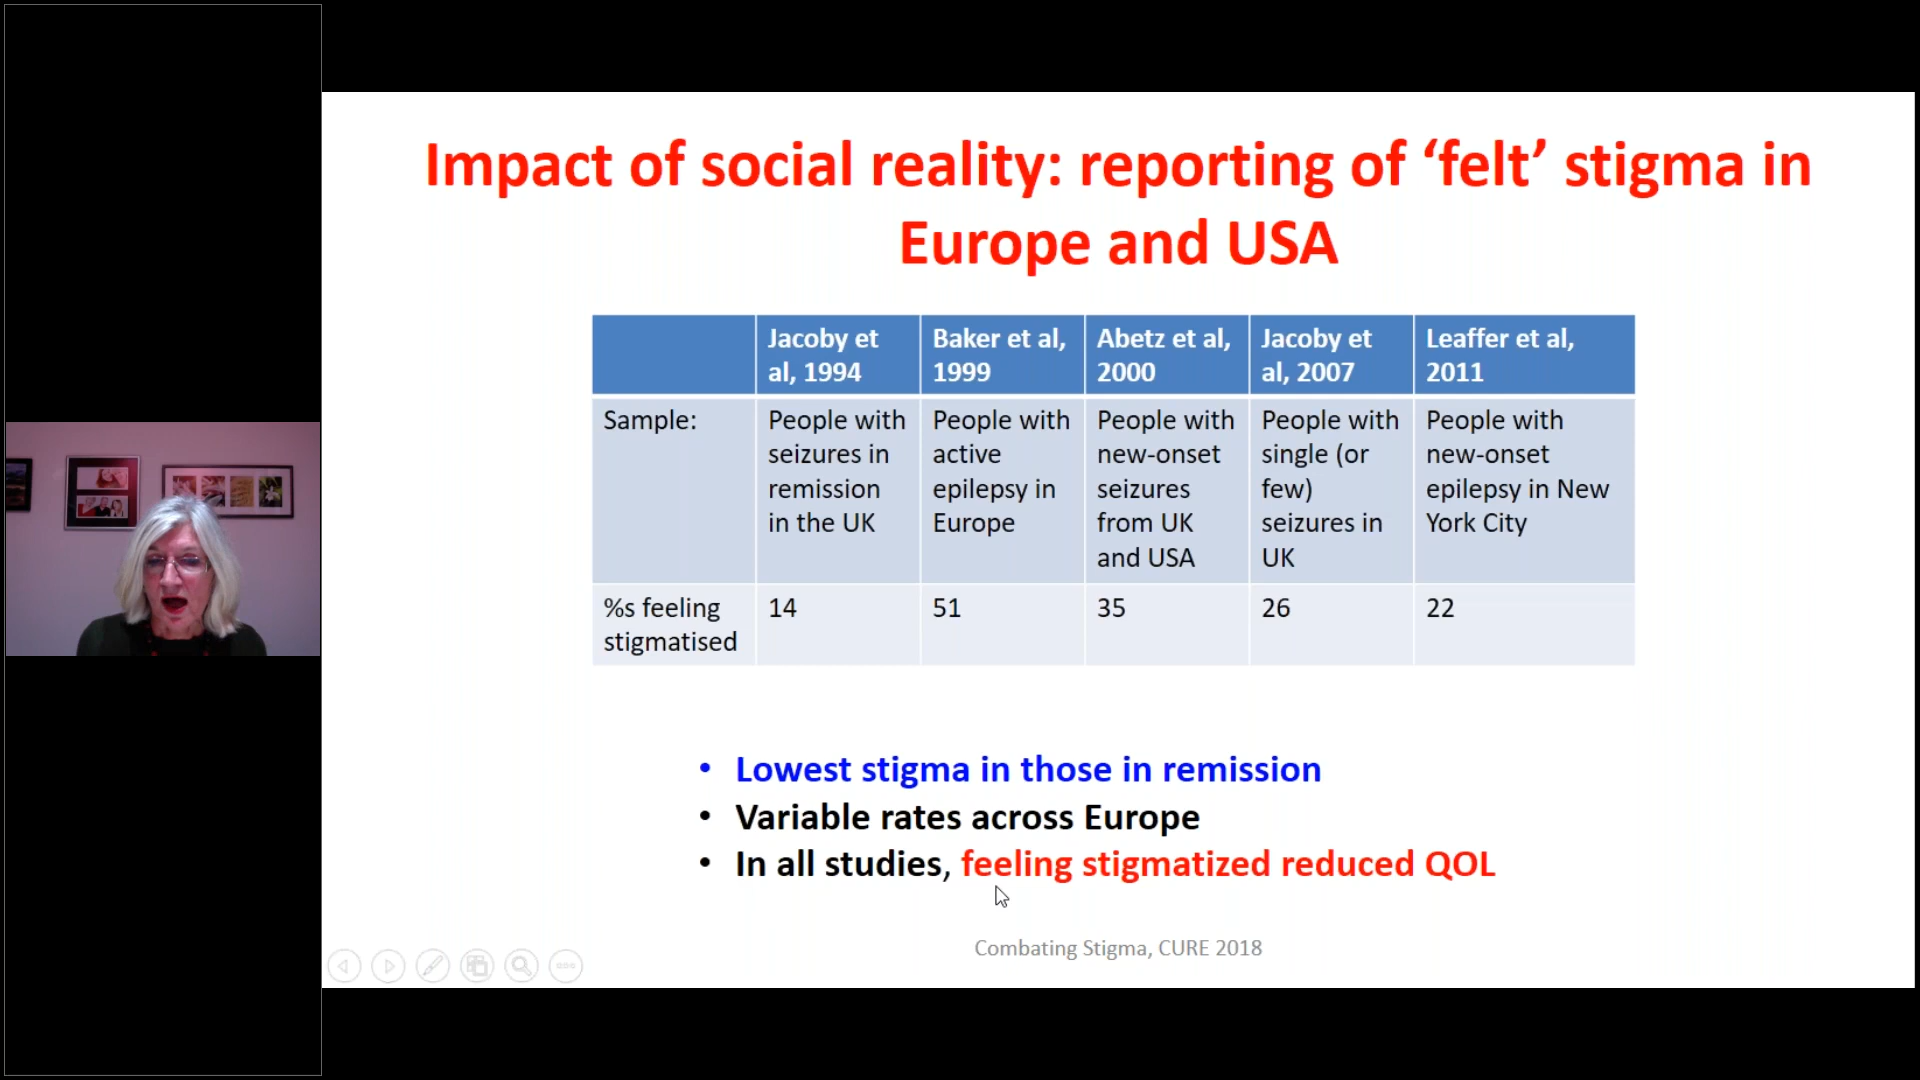 Impact of social reality: reporting of ‘felt’ stigma in
Europe and USA
Jacoby et
al, 1994
Baker et al,
1999
Abetz et al,
2000
Jacoby et
al, 2007
Leaffer et al,
2011
Sample:
People with
seizures in
remission
in the UK
People with
active
epilepsy in
Europe
People with
new-onset
seizures
from UK
and USA
People with
single (or
few)
seizures in
UK
People with
new-onset
epilepsy in New
York City
%s feeling
stigmatised
14
51
35
26
22
• Lowest stigma in those in remission
• Variable rates across Europe
• In all studies, feeling stigmatized reduced QOL
Combating Stigma, CURE 2018